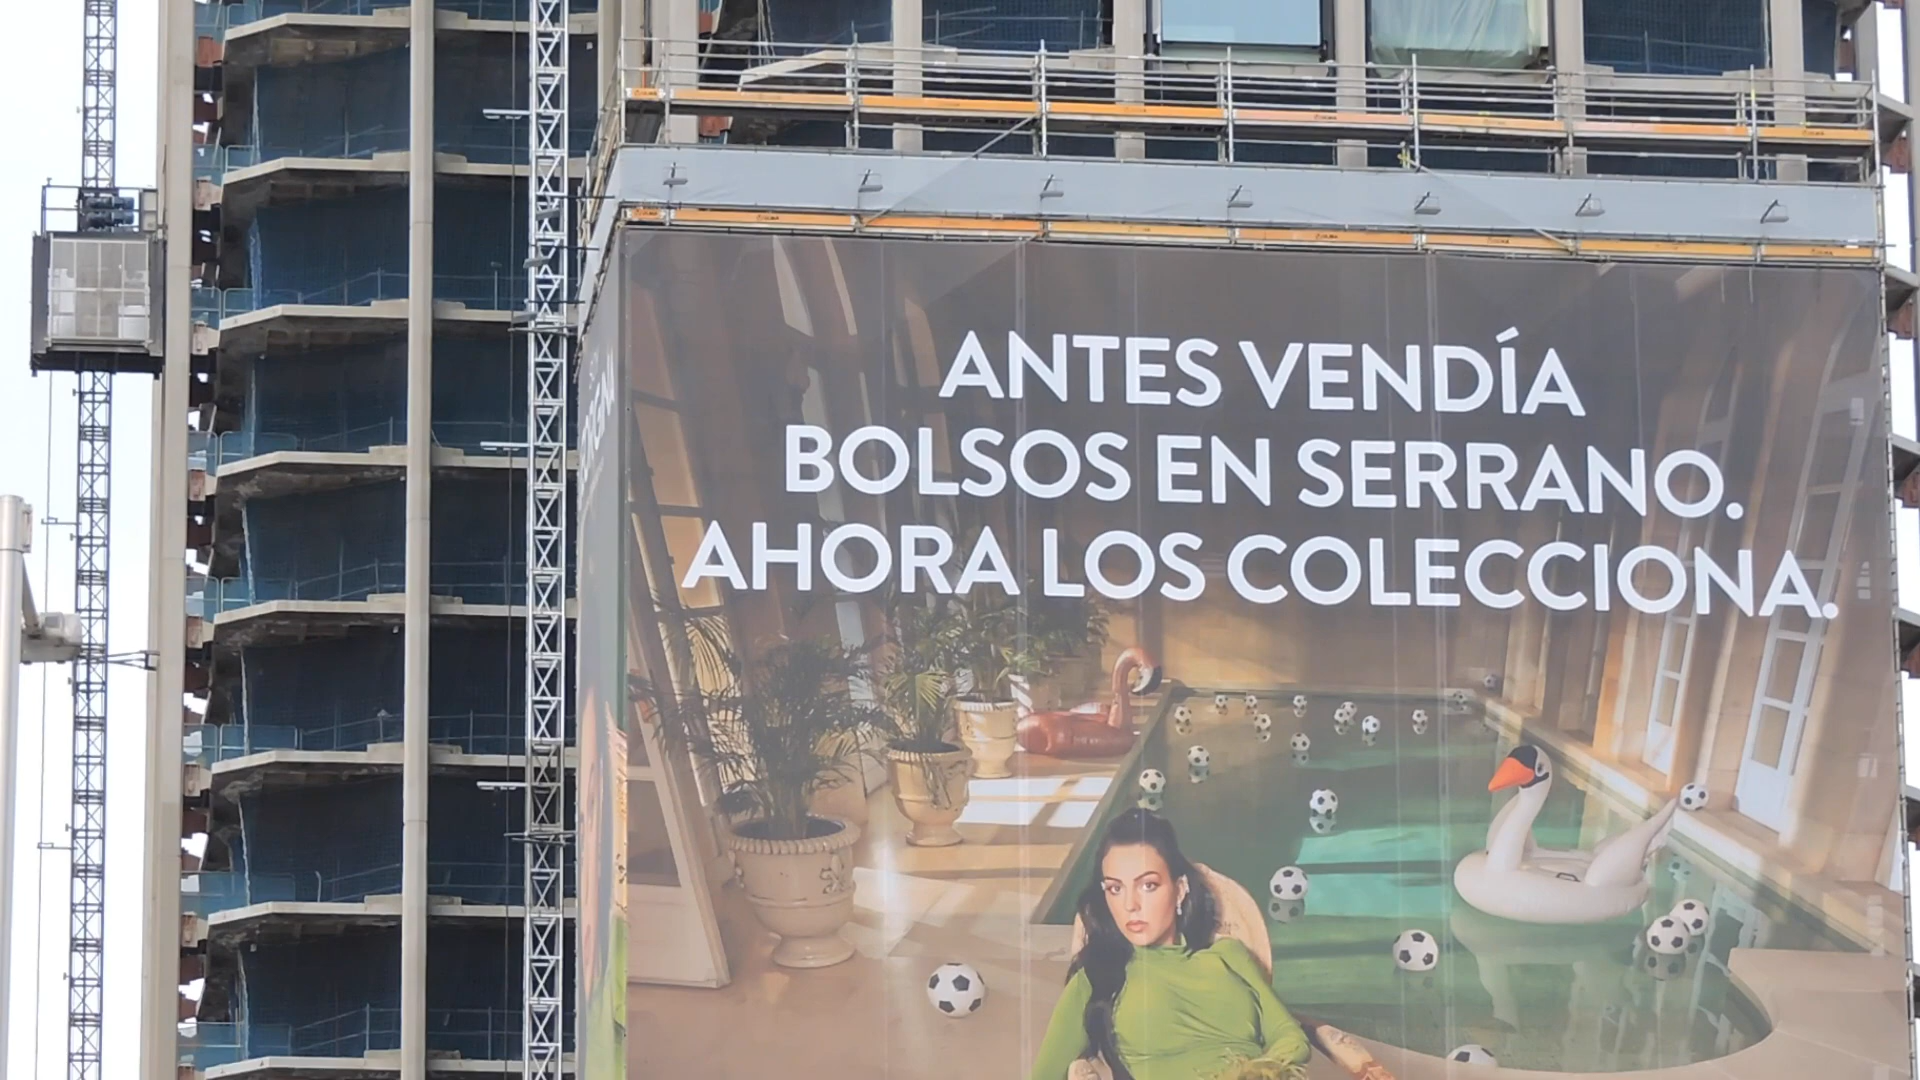 ANTES VENDÍA
BOLSOS EN SERRANO.
AHORA LOS COLECCIONA.